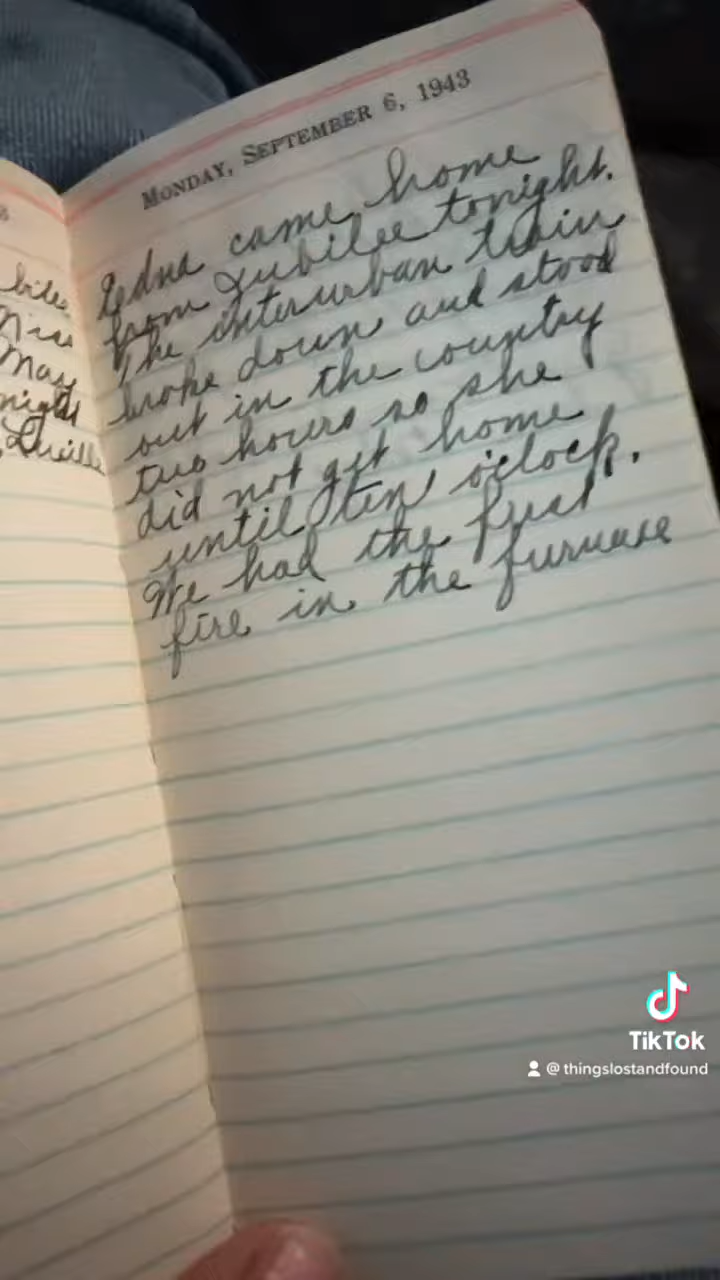 MONDAY, SEPTEMBER 6, 1943
Edna came home
from Jubilee tonight.
The interurban train
broke down and stood
out in the country
two hours so she
did not get home
until ten o'clock.
We had the first
fire in the furnace
night
Lucille
TikTok
@thingslostandfound